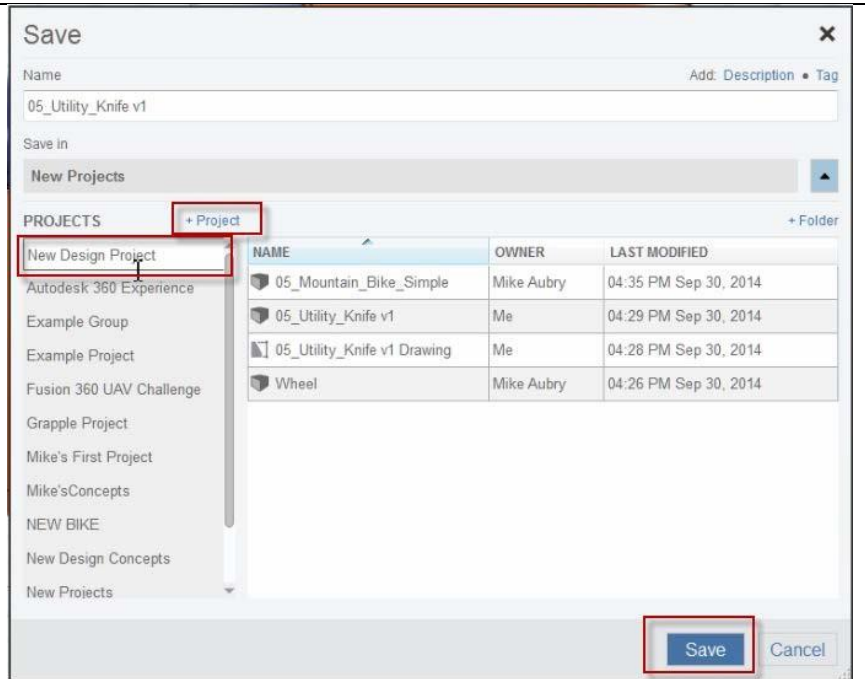 Save
Name Add: Description • Tag
05_Utility_Knife v1
Save in
New Projects
PROJECTS + Project + Folder
New Design Project
Autodesk 360 Experience
Example Group
Example Project
Fusion 360 UAV Challenge
Grapple Project
Mike's First Project
Mike'sConcepts
NEW BIKE
New Design Concepts
New Projects
NAME OWNER LAST MODIFIED
05_Mountain_Bike_Simple Mike Aubry 04:35 PM Sep 30, 2014
05_Utility_Knife v1 Me 04:29 PM Sep 30, 2014
05_Utility_Knife v1 Drawing Me 04:28 PM Sep 30, 2014
Wheel Mike Aubry 04:26 PM Sep 30, 2014
Save Cancel